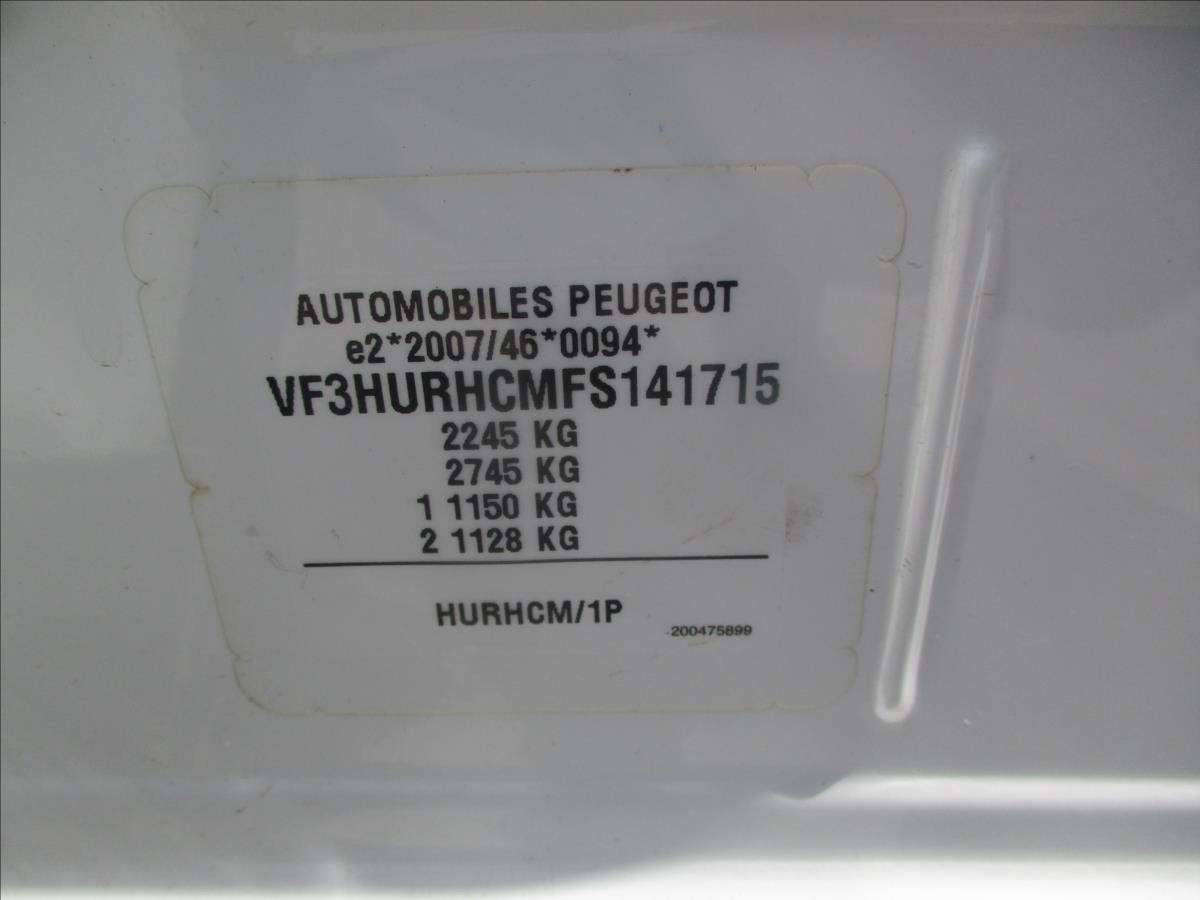 AUTOMOBILES PEUGEOT
e2*2007/46*0094*
VF3HURHCMFS141715
2245 KG
2745 KG
1 1150 KG
2 1128 KG
HURHCM/1P
200475899